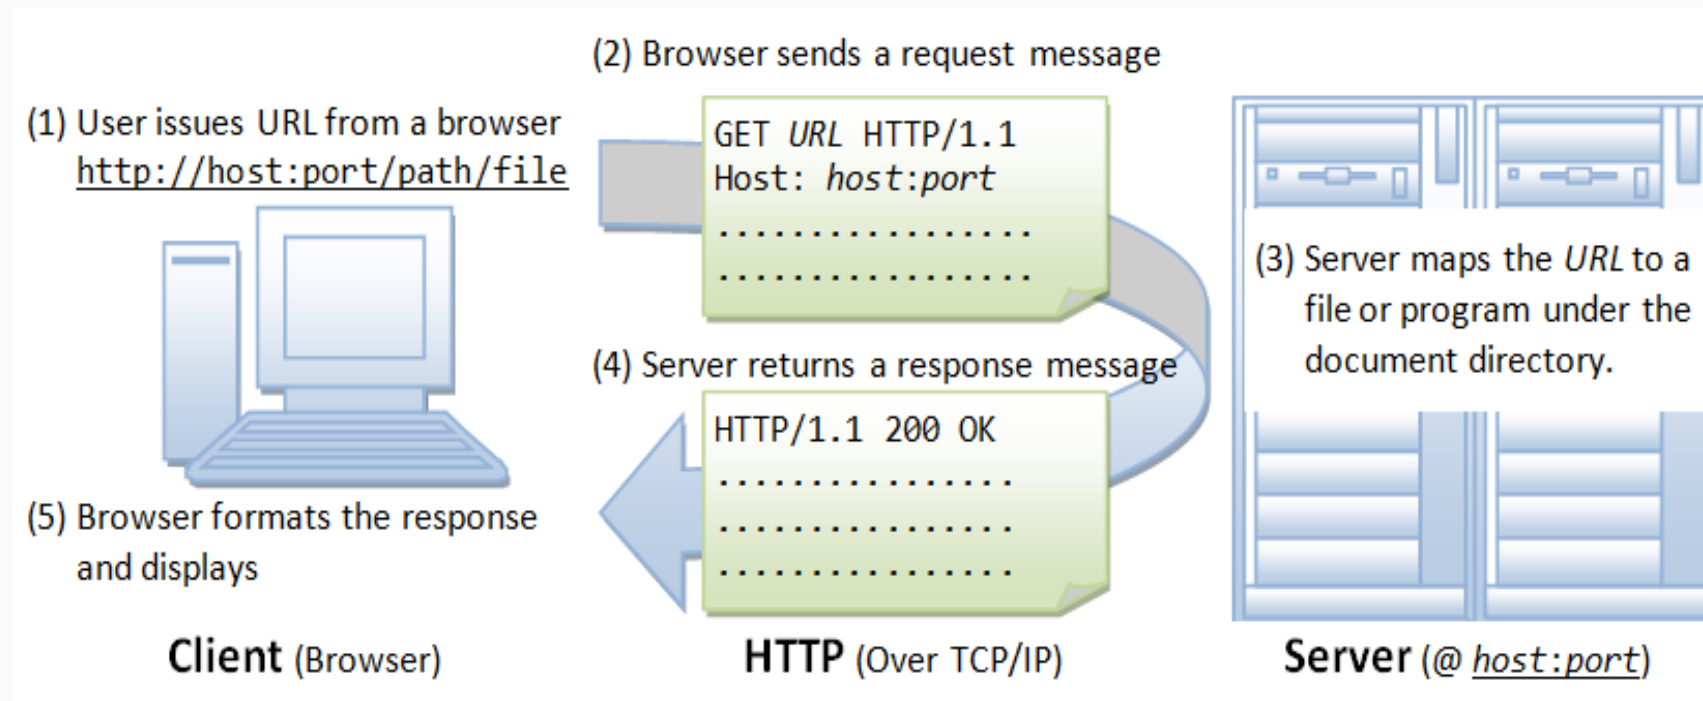 (1) User issues URL from a browser
http://host:port/path/file
(2) Browser sends a request message
GET URL HTTP/1.1
Host: host:port
.................
.................
(3) Server maps the URL to a
file or program under the
document directory.
(4) Server returns a response message
HTTP/1.1 200 OK
................
................
................
(5) Browser formats the response
and displays
Client (Browser)
HTTP (Over TCP/IP)
Server (@ host:port)